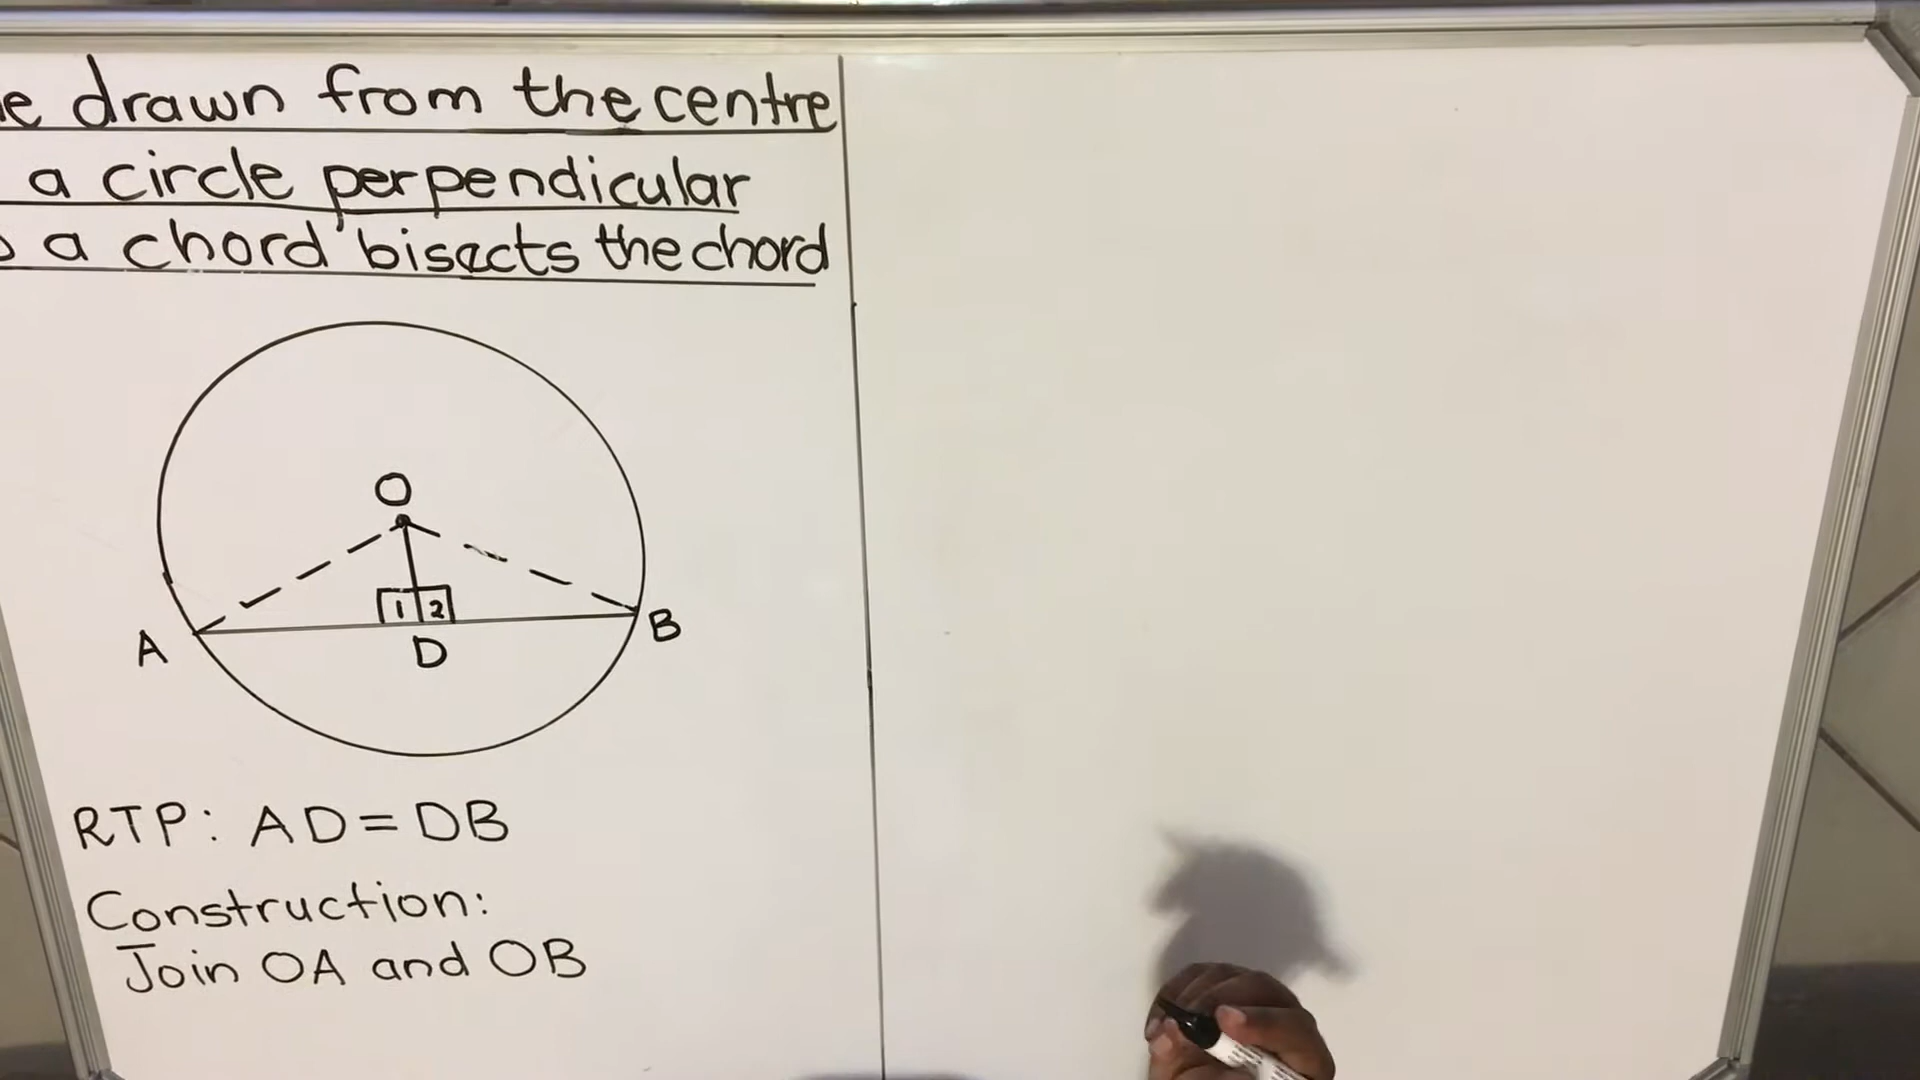 e drawn from the centre
a circle perpendicular
o a chord bisects the chord
O
1 2
A
B
D
RTP: AD = DB
Construction:
Join OA and OB